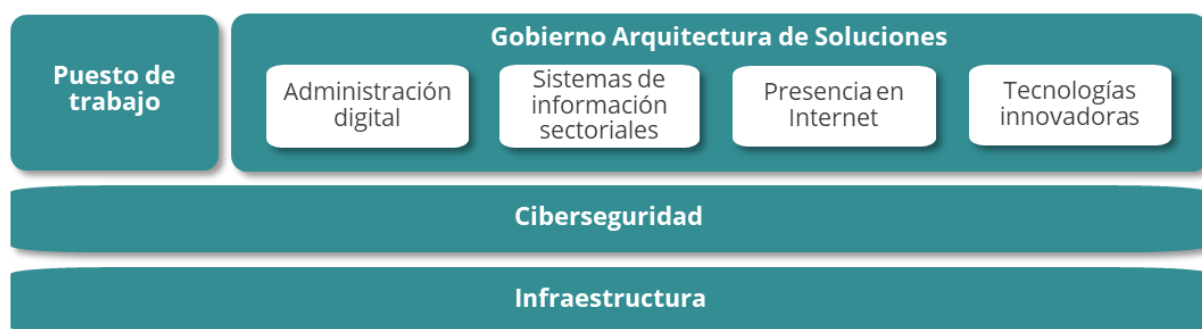 Puesto de
trabajo
Gobierno Arquitectura de Soluciones
Administración
digital
Sistemas de
información
sectoriales
Presencia en
Internet
Tecnologías
innovadoras
Ciberseguridad
Infraestructura